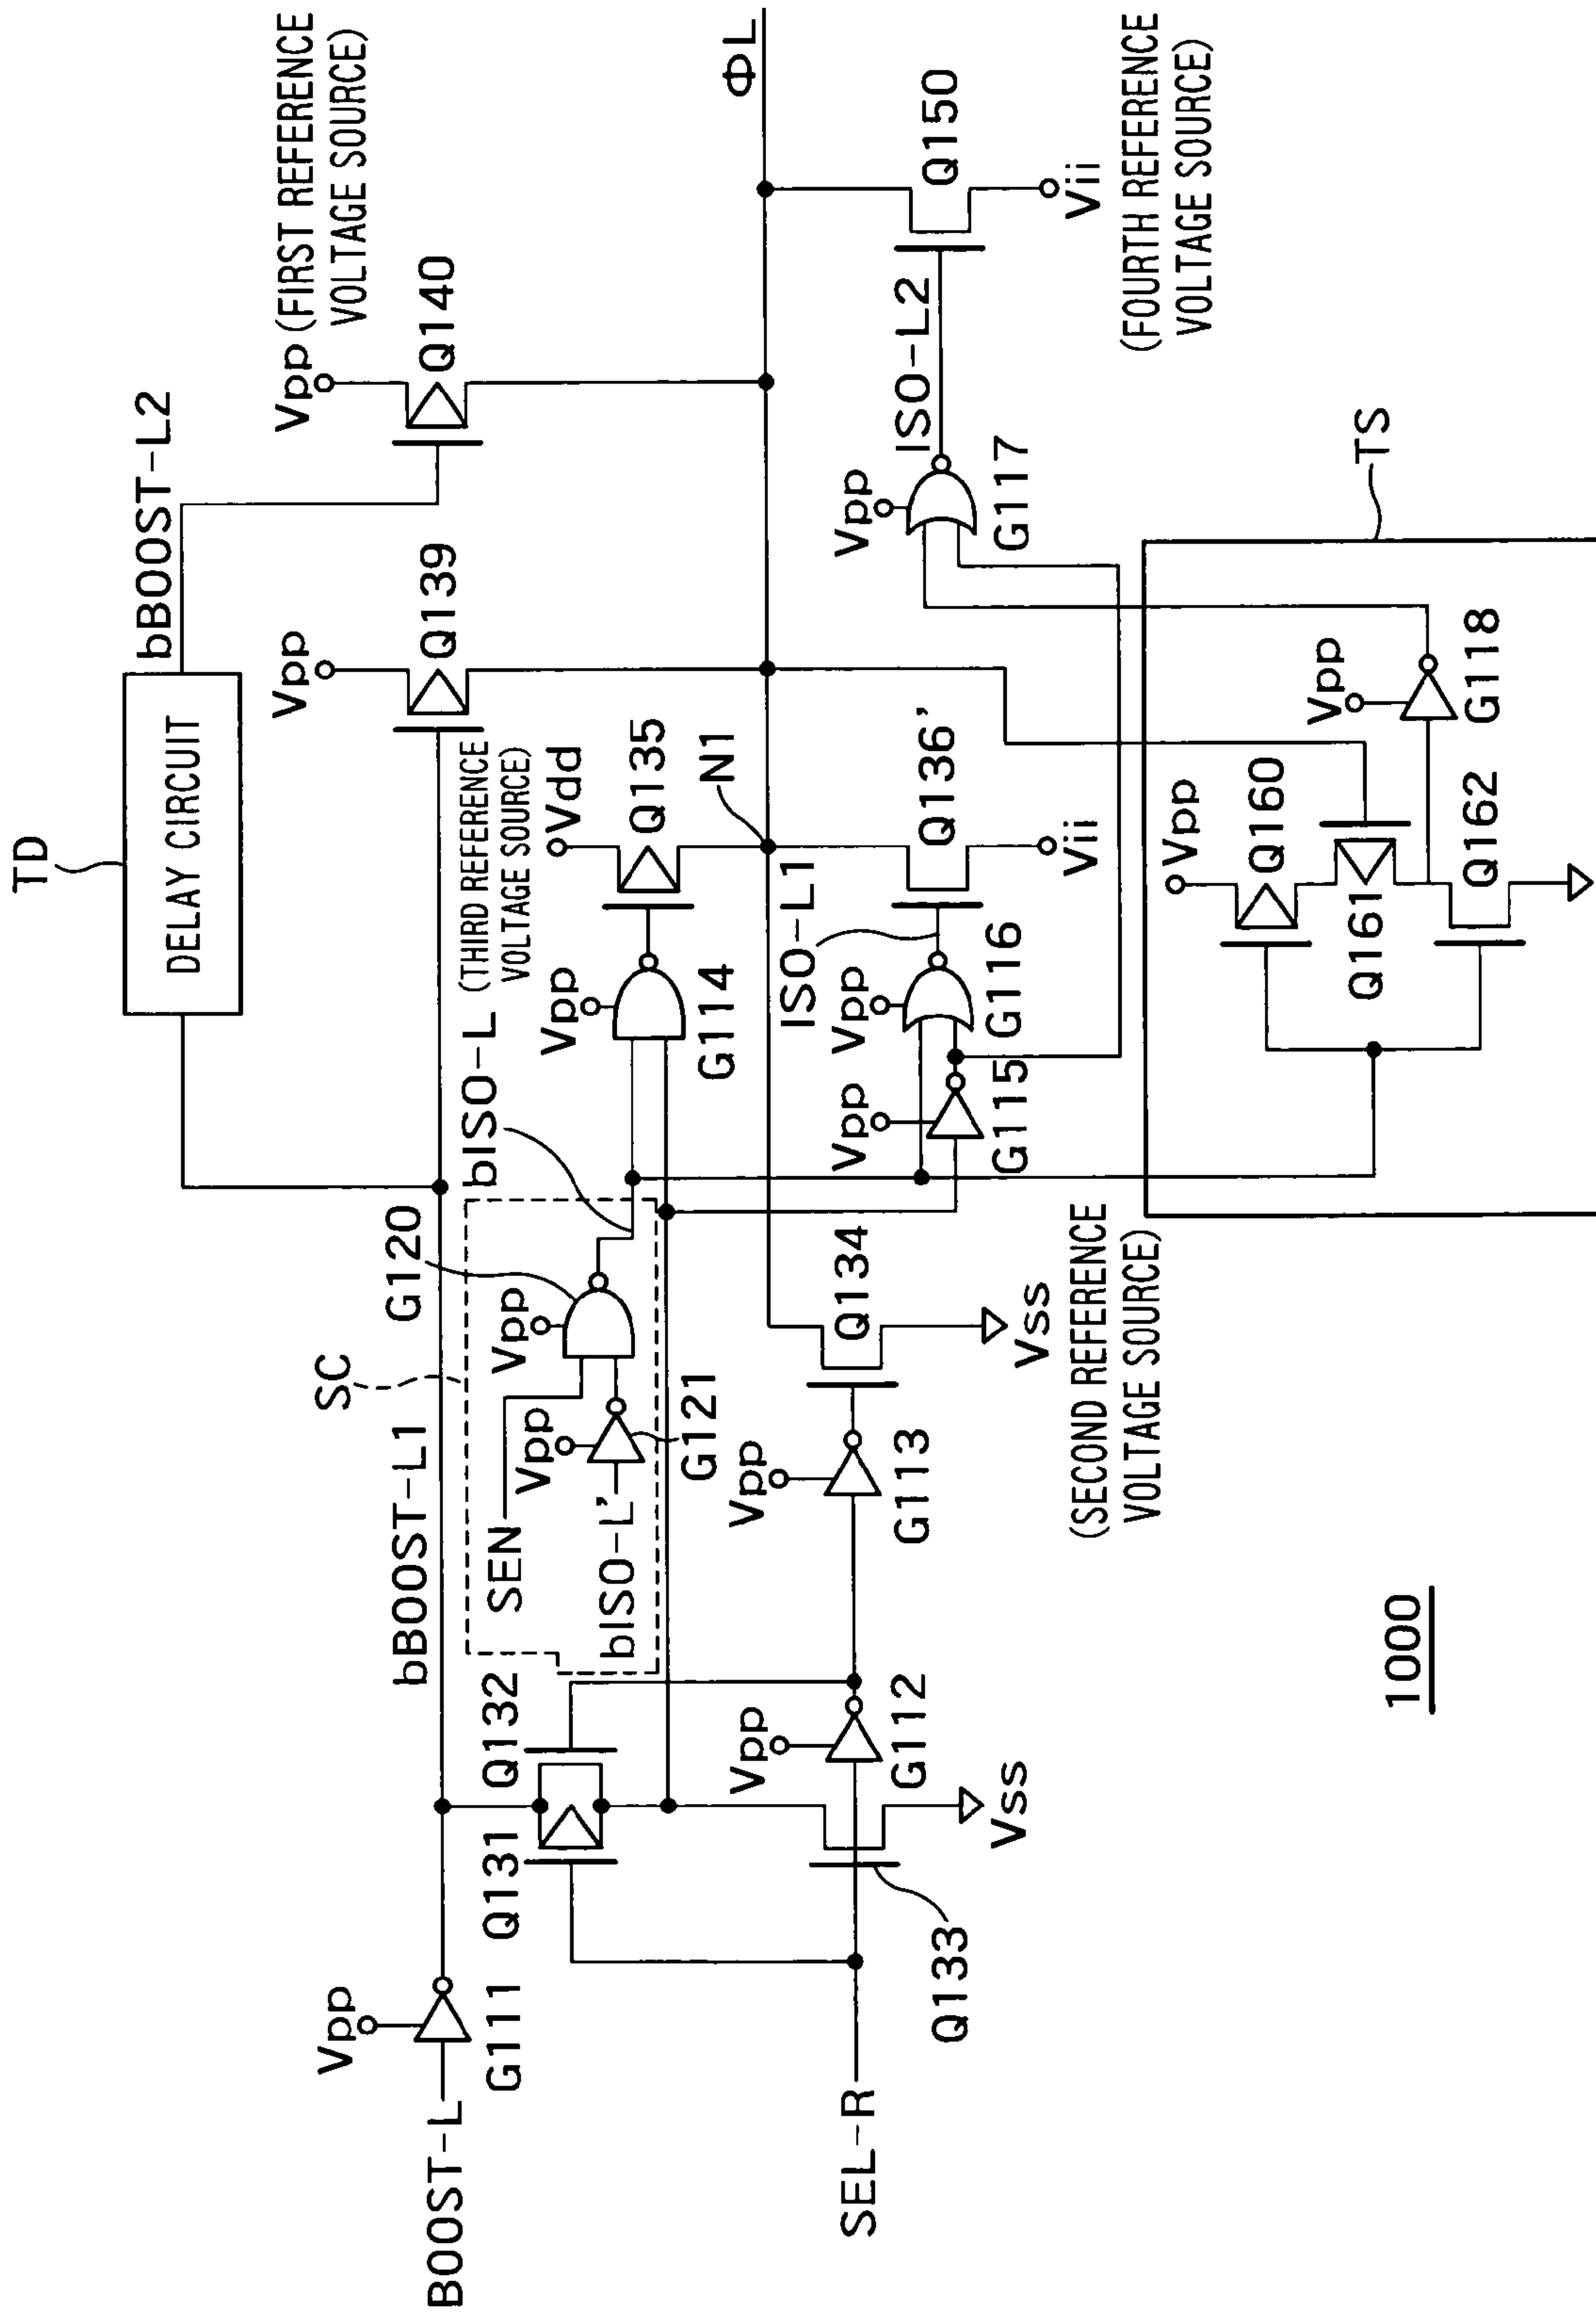 TD
DELAY CIRCUIT
bBOOST-L2
Vpp (FIRST REFERENCE
VOLTAGE SOURCE)
Q140
Vpp
Q139
ΦL
SC
G120
bISO-L
(THIRD REFERENCE
VOLTAGE SOURCE)
Vdd
Q135
N1
Vpp
G114
bBOOST-L1
SEN
Vpp
Vpp
bISO-L'
G121
Vpp
BOOST-L
G111
Q131
Q132
ISO-L1
Vpp
G116
Q136'
Vii
Vpp
G115
ISO-L2
Vpp
G117
Q150
Vii
(FOURTH REFERENCE
VOLTAGE SOURCE)
SEL-R
Q133
Vss
Vpp
G112
Vpp
G113
Q134
Vss
(SECOND REFERENCE
VOLTAGE SOURCE)
TS
Vpp
Q160
Q161
Q162
Vpp
G118
1000